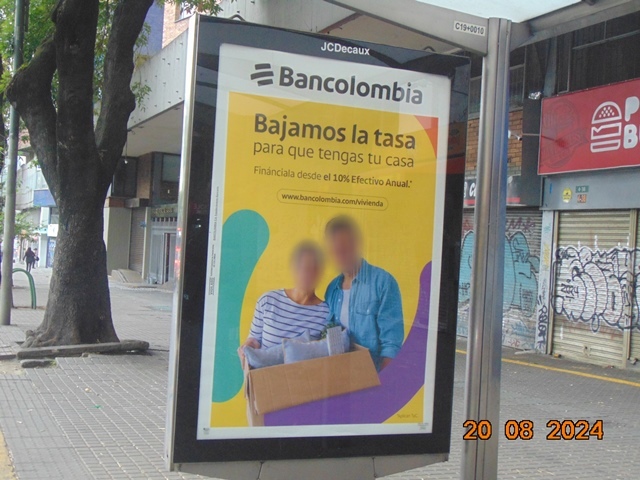 C19+0010
JCDecaux
Bancolombia
Bajamos la tasa
para que tengas tu casa
Fináncíala desde el 10% Efectivo Anual.*
www.bancolombia.com/vivienda
20 08 2024